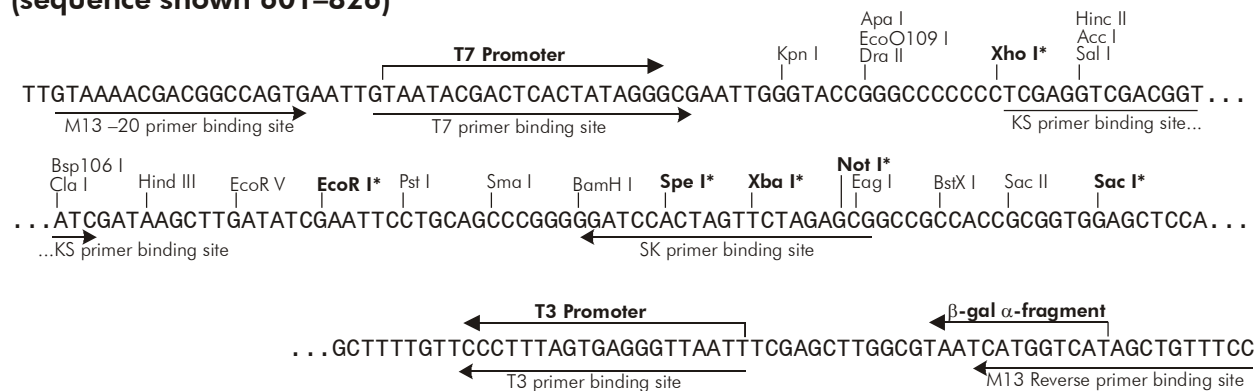 (sequence shown 601–826)
Apa I
EcoO109 I
Dra II
Hinc II
Acc I
Sal I
T7 Promoter
Kpn I
Xho I*
TTGTAAAACGACGGCCAGTGAATTGTAATACGACTCACTATAGGGCGAATTGGGTACCGGGCCCCCCCTCGAGGTCGACGGT...
M13 –20 primer binding site
T7 primer binding site
KS primer binding site...
Bsp106 I
Cla I
Hind III
EcoR V
EcoR I*
Pst I
Sma I
BamH I
Spe I*
Xba I*
Not I*
Eag I
BstX I
Sac II
Sac I*
...ATCGATAAGCTTGATATCGAATTCCTGCAGCCCGGGGGATCCACTAGTTCTAGAGCGGCCGCCACCGCGGTGGAGCTCCA...
...KS primer binding site
SK primer binding site
T3 Promoter
β-gal α-fragment
...GCTTTTGTTCCCTTTAGTGAGGGTTAATTTCGAGCTTGGCGTAATCATGGTCATAGCTGTTTCC
T3 primer binding site
M13 Reverse primer binding site